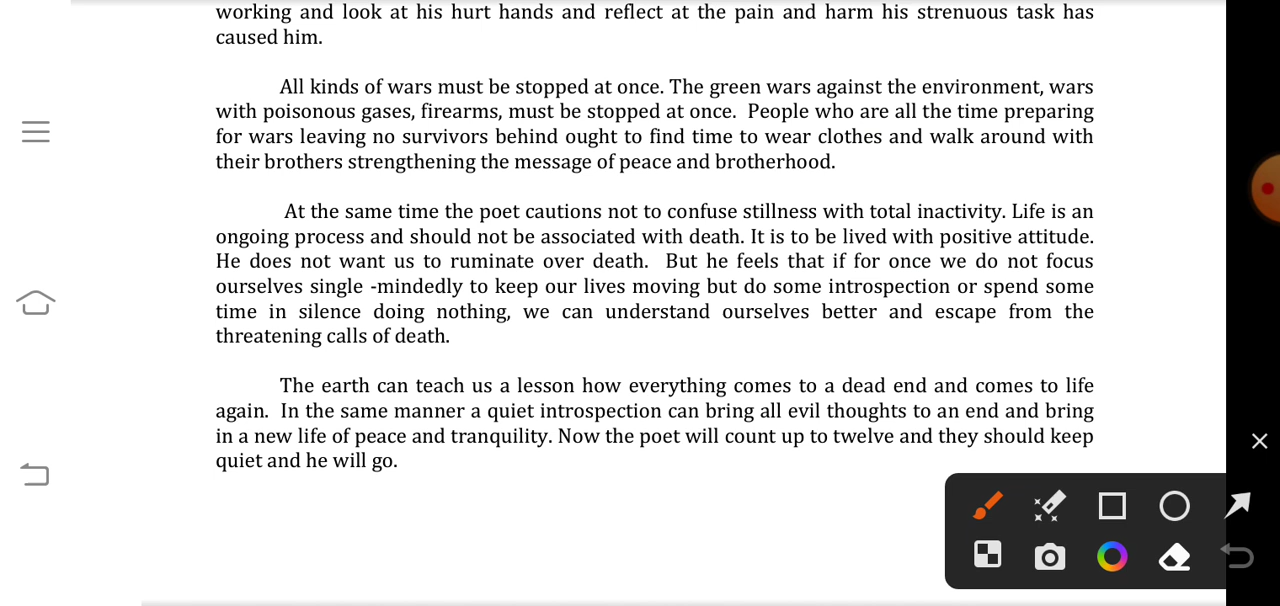 working and look at his hurt hands and reflect at the pain and harm his strenuous task has
caused him.
All kinds of wars must be stopped at once. The green wars against the environment, wars
with poisonous gases, firearms, must be stopped at once.  People who are all the time preparing
for wars leaving no survivors behind ought to find time to wear clothes and walk around with
their brothers strengthening the message of peace and brotherhood.
At the same time the poet cautions not to confuse stillness with total inactivity. Life is an
ongoing process and should not be associated with death. It is to be lived with positive attitude.
He does not want us to ruminate over death.  But he feels that if for once we do not focus
ourselves single -mindedly to keep our lives moving but do some introspection or spend some
time in silence doing nothing, we can understand ourselves better and escape from the
threatening calls of death.
The earth can teach us a lesson how everything comes to a dead end and comes to life
again.  In the same manner a quiet introspection can bring all evil thoughts to an end and bring
in a new life of peace and tranquility. Now the poet will count up to twelve and they should keep
quiet and he will go.